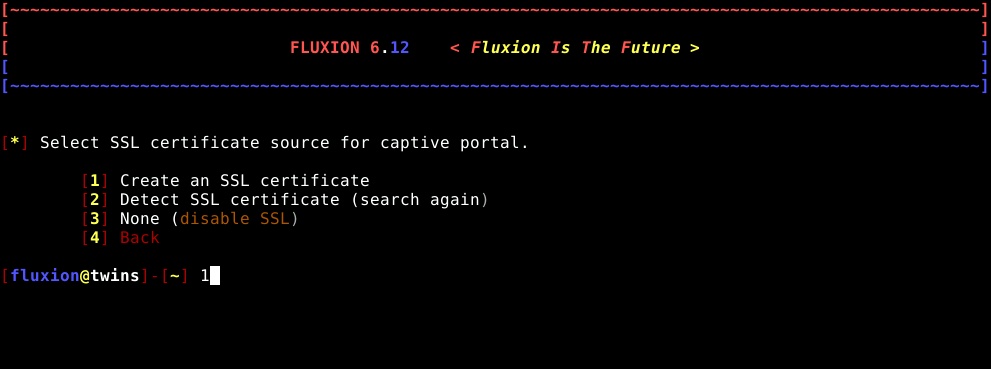 [~~~~~~~~~~~~~~~~~~~~~~~~~~~~~~~~~~~~~~~~~~~~~~~~~~~~~~~~~~~~~~~~~~~~~~~~~~~~~~~~~~~~~~~~~~~~~~~~~]
[ ]
[ FLUXION 6.12 < Fluxion Is The Future > ]
[ ]
[~~~~~~~~~~~~~~~~~~~~~~~~~~~~~~~~~~~~~~~~~~~~~~~~~~~~~~~~~~~~~~~~~~~~~~~~~~~~~~~~~~~~~~~~~~~~~~~~~]
[*] Select SSL certificate source for captive portal.
[1] Create an SSL certificate
[2] Detect SSL certificate (search again)
[3] None (disable SSL)
[4] Back
[fluxion@twins]-[~] 1